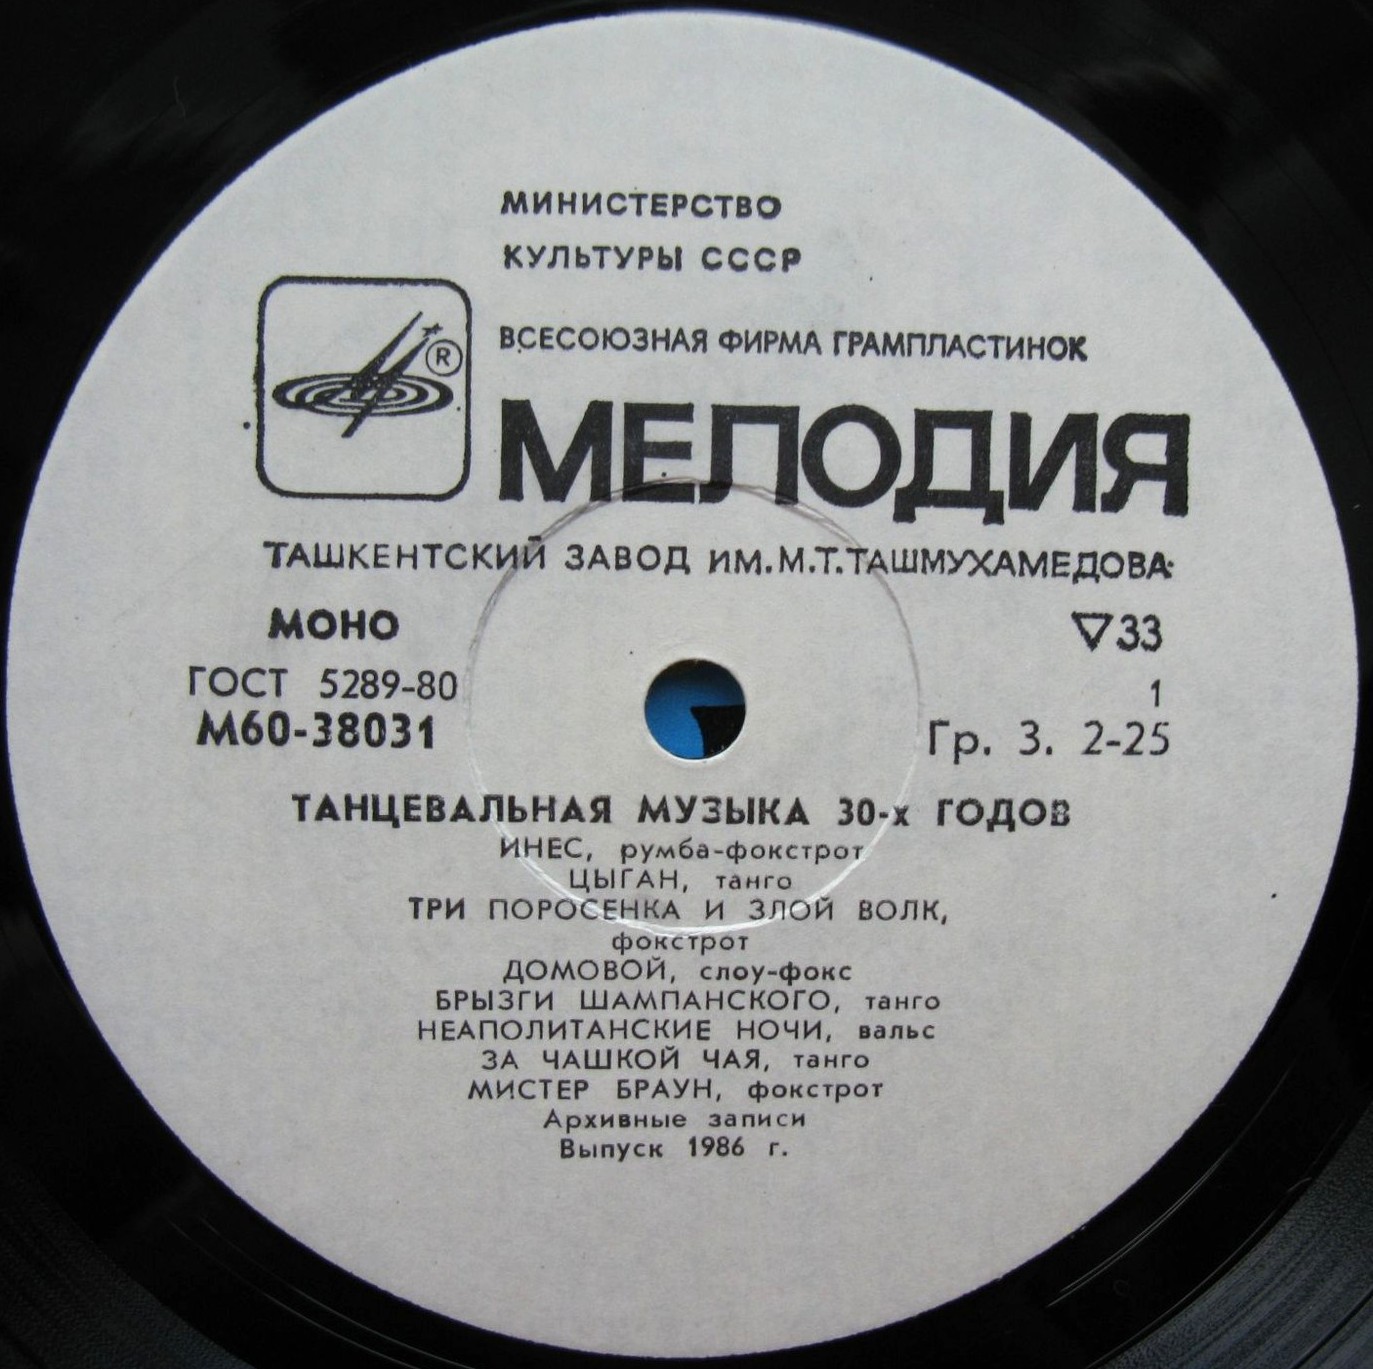 МИНИСТЕРСТВО
КУЛЬТУРЫ СССР
ВСЕСОЮЗНАЯ ФИРМА ГРАМПЛАСТИНОК
®
МЕЛОДИЯ
ТАШКЕНТСКИЙ ЗАВОД ИМ.М.Т.ТАШМУХАМЕДОВА
МОНО
▽33
ГОСТ 5289-80
1
М60-38031
Гр. 3. 2-25
ТАНЦЕВАЛЬНАЯ МУЗЫКА 30-х ГОДОВ
ИНЕС, румба-фокстрот
ЦЫГАН, танго
ТРИ ПОРОСЕНКА И ЗЛОЙ ВОЛК,
фокстрот
ДОМОВОЙ, слоу-фокс
БРЫЗГИ ШАМПАНСКОГО, танго
НЕАПОЛИТАНСКИЕ НОЧИ, вальс
ЗА ЧАШКОЙ ЧАЯ, танго
МИСТЕР БРАУН, фокстрот
Архивные записи
Выпуск 1986 г.